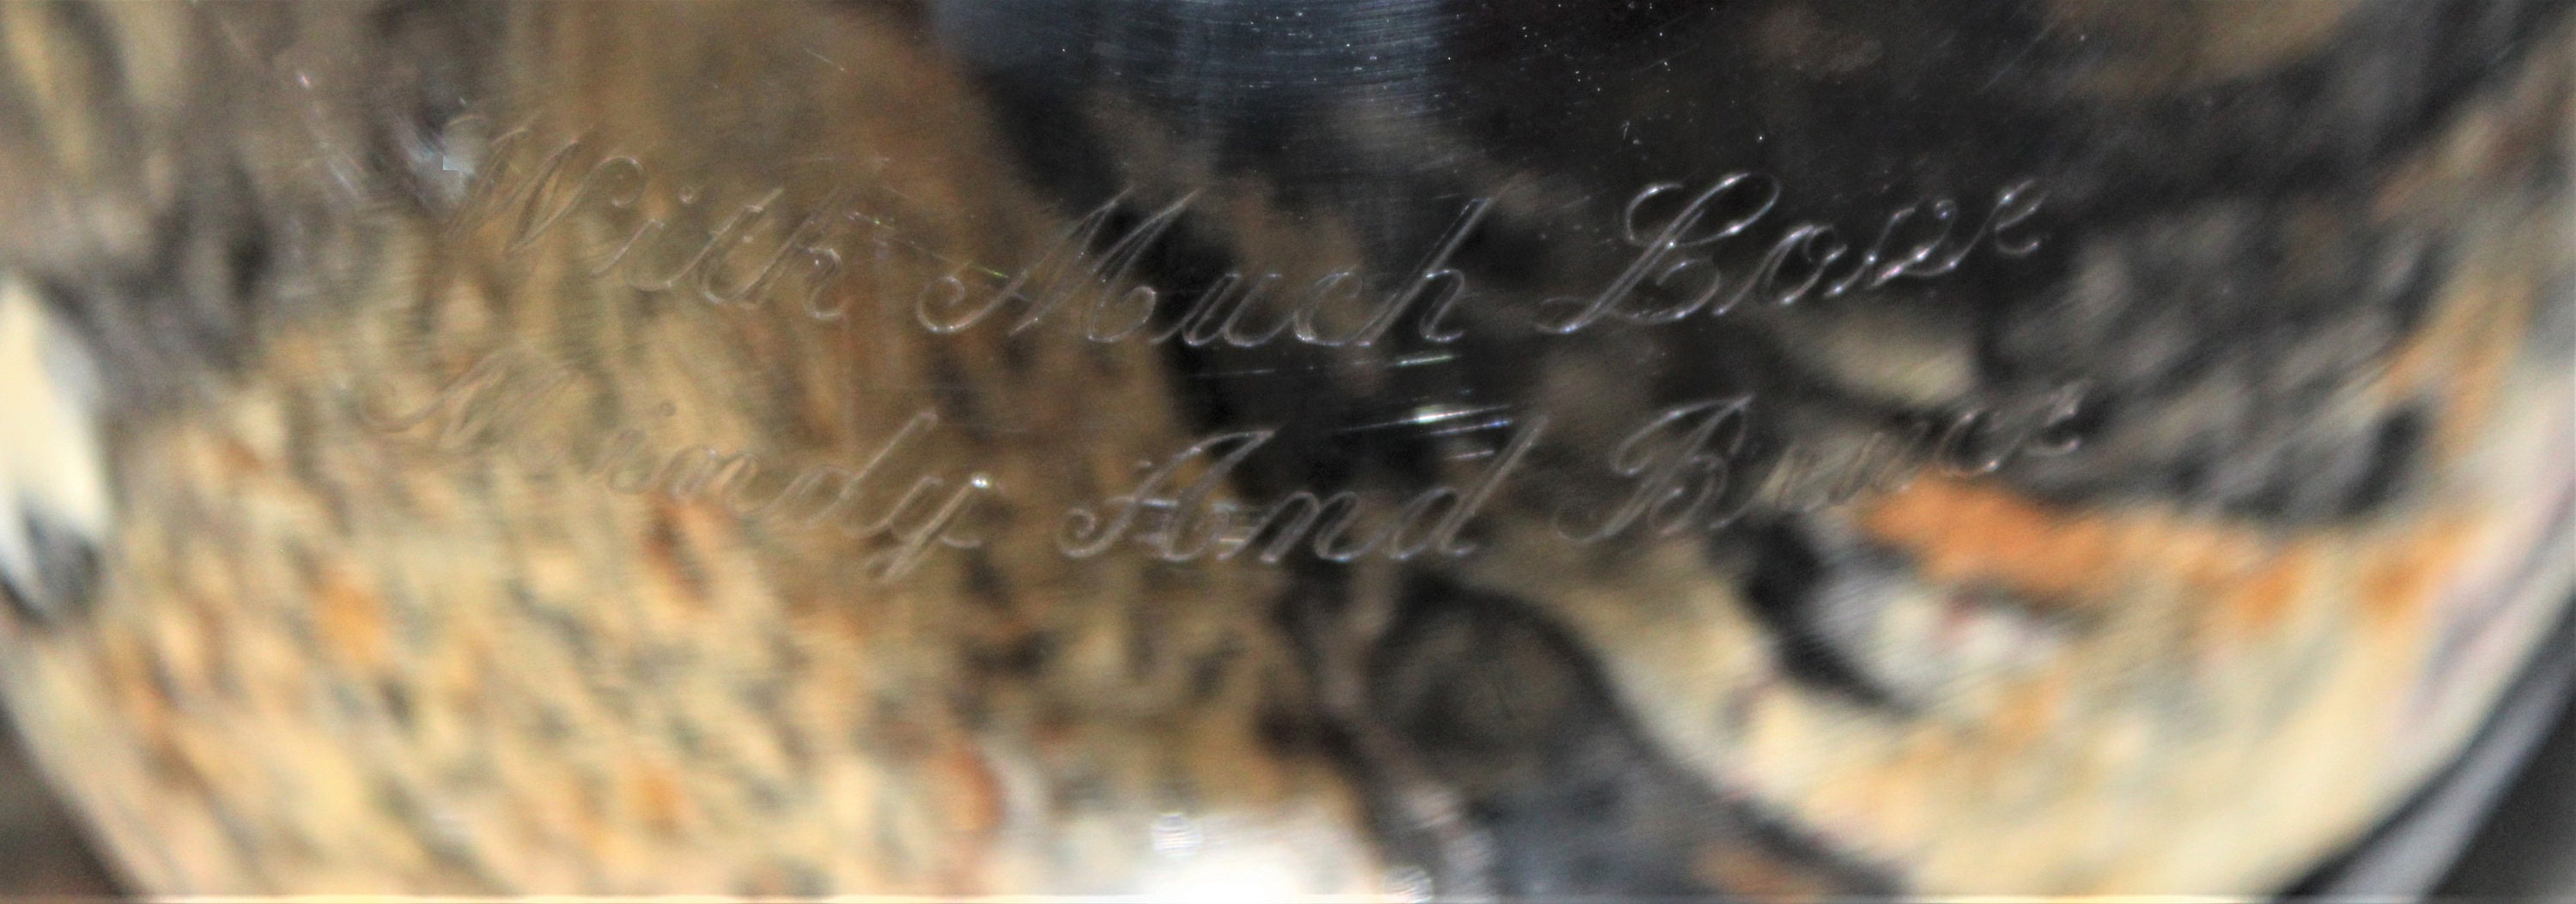 With Much Love
And Bruce